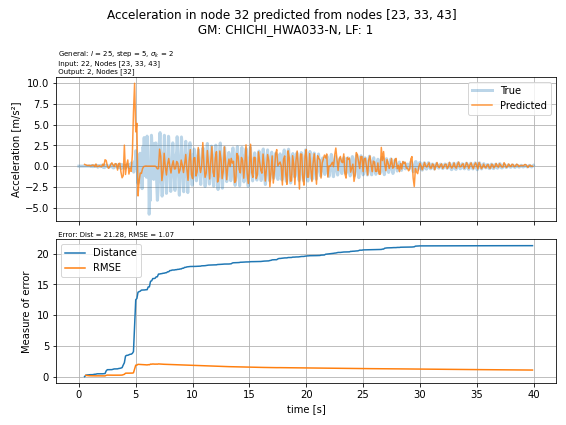 Acceleration in node 32 predicted from nodes [23, 33, 43]
GM: CHICHI_HWA033-N, LF: 1
General: l = 25, step = 5, σε = 2
Input: 22, Nodes [23, 33, 43]
Output: 2, Nodes [32]
10.0
7.5
5.0
2.5
0.0
−2.5
−5.0
Acceleration [m/s²]
True
Predicted
Error: Dist = 21.28, RMSE = 1.07
Distance
RMSE
20
15
10
5
0
Measure of error
0 5 10 15 20 25 30 35 40
time [s]